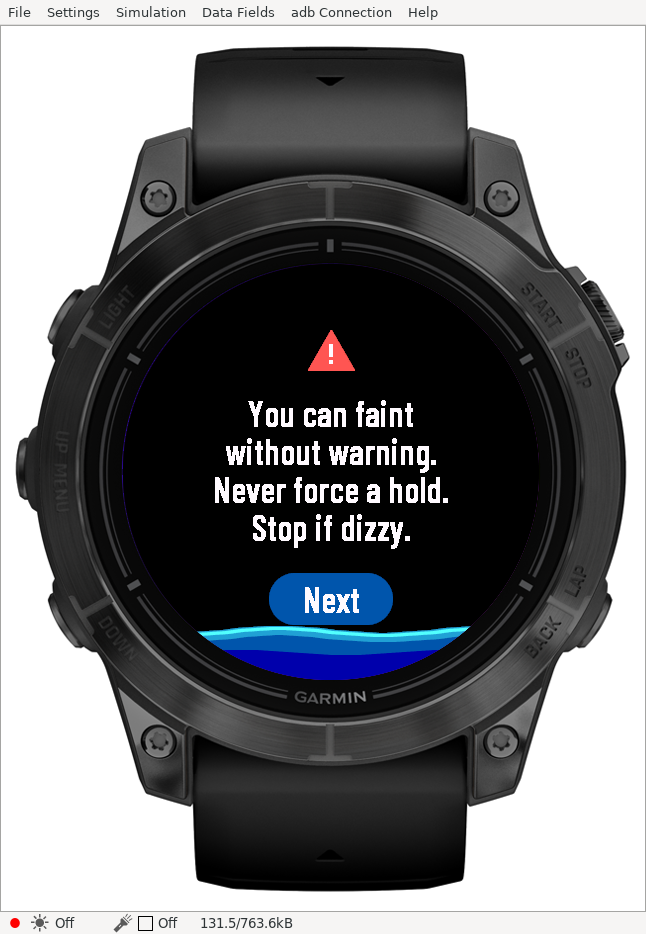 File Settings Simulation Data Fields adb Connection Help
LIGHT
START
STOP
UP MENU
!
You can faint
without warning.
Never force a hold.
Stop if dizzy.
Next
DOWN
LAP
BACK
GARMIN
Off Off 131.5/763.6kB